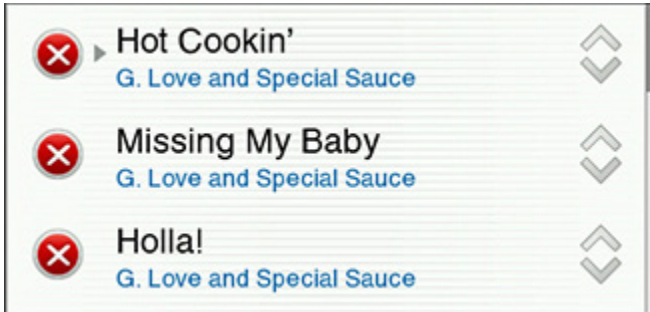 Hot Cookin’
G. Love and Special Sauce
Missing My Baby
G. Love and Special Sauce
Holla!
G. Love and Special Sauce